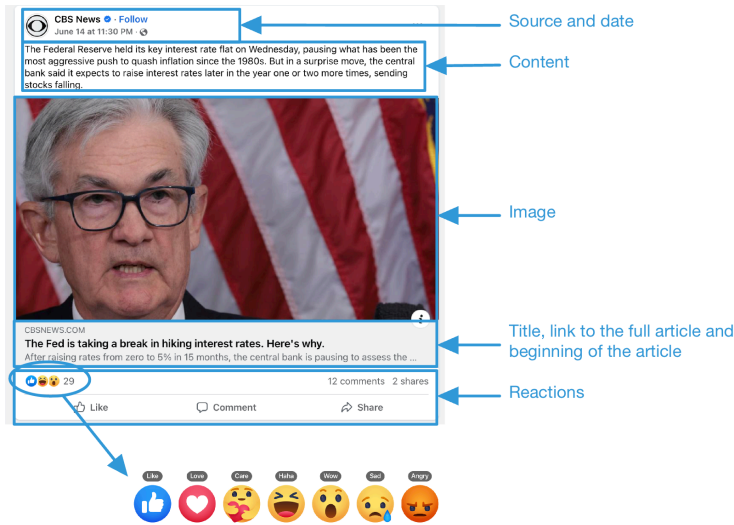 CBS News · Follow
June 14 at 11:30 PM ·
Source and date
The Federal Reserve held its key interest rate flat on Wednesday, pausing what has been the
most aggressive push to quash inflation since the 1980s. But in a surprise move, the central
bank said it expects to raise interest rates later in the year one or two more times, sending
stocks falling.
Content
Image
i
CBSNEWS.COM
The Fed is taking a break in hiking interest rates. Here's why.
After raising rates from zero to 5% in 15 months, the central bank is pausing to assess the ...
Title, link to the full article and
beginning of the article
29
12 comments 2 shares
Reactions
Like Comment Share
Like Love Care Haha Wow Sad Angry